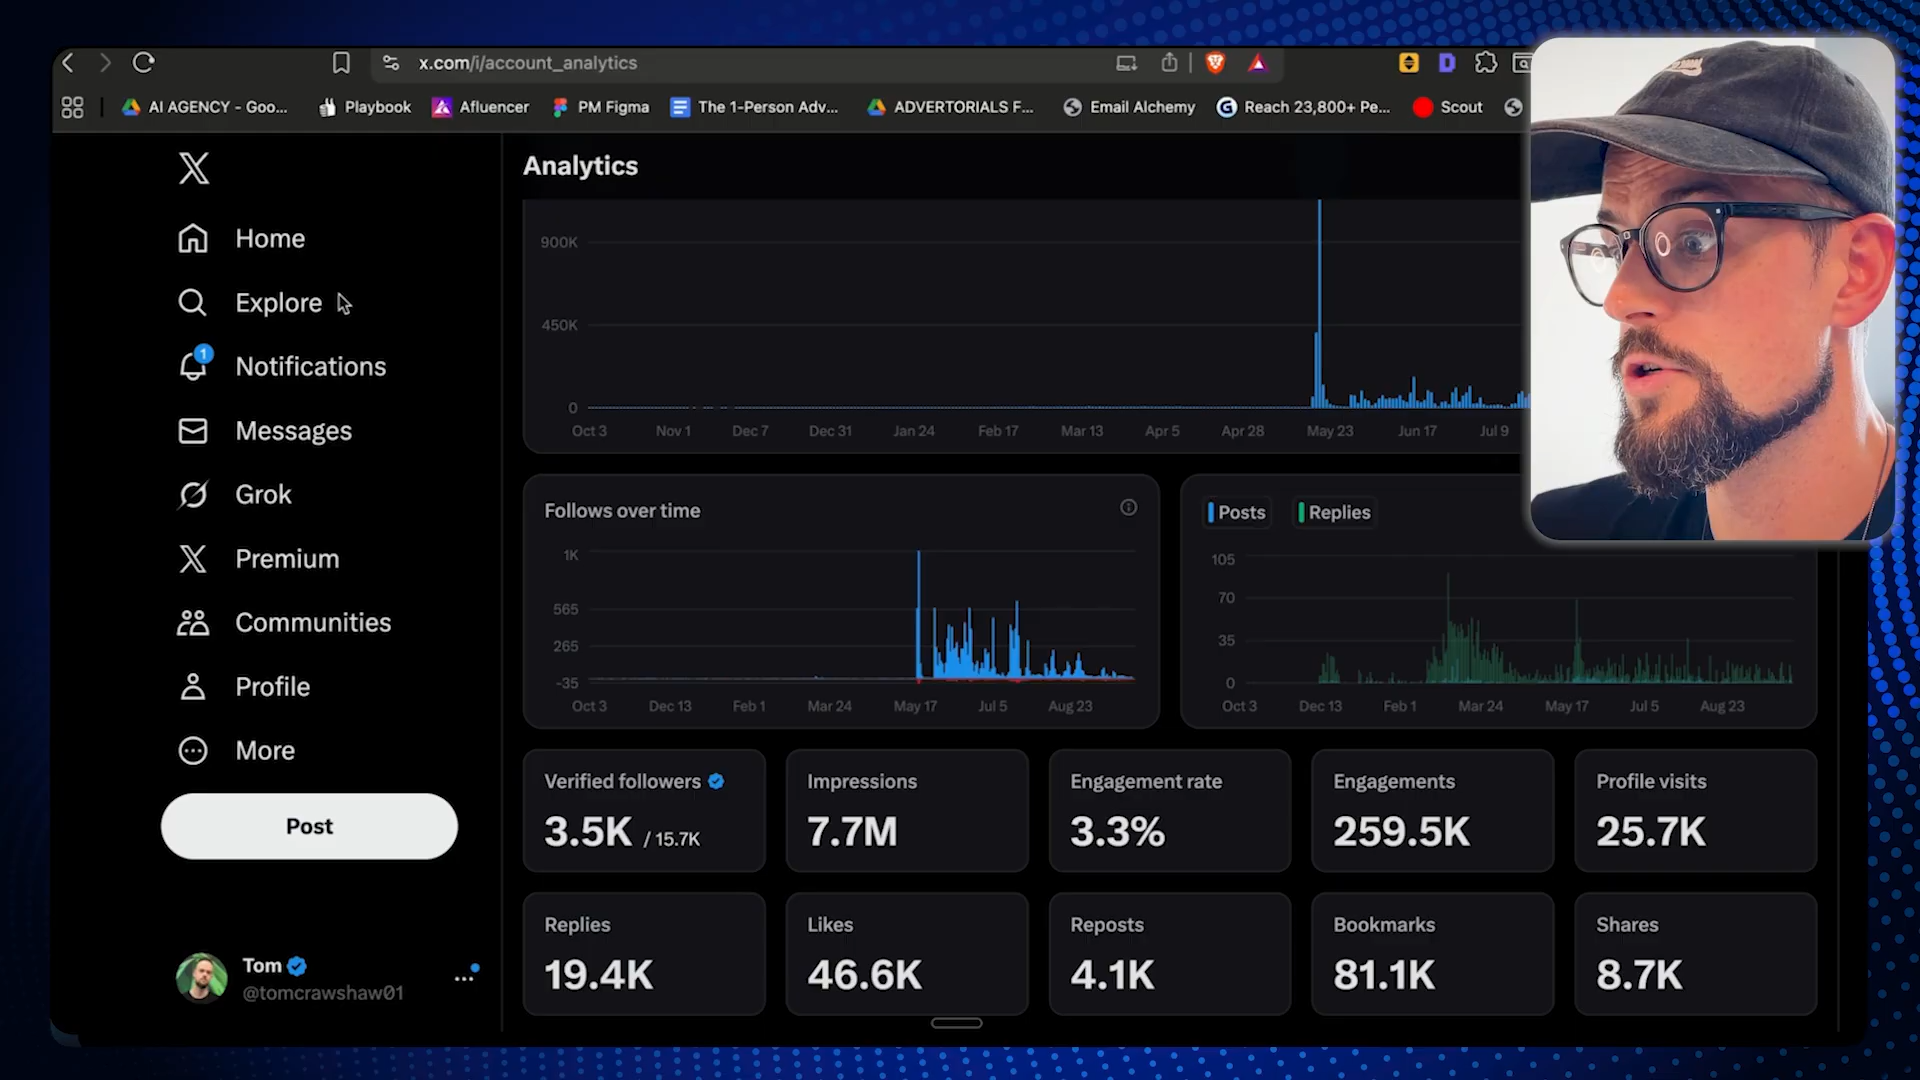 x.com/i/account_analytics
AI AGENCY - Goo... Playbook Afluencer PM Figma The 1-Person Adv... ADVERTORIALS F... Email Alchemy Reach 23,800+ Pe... Scout
Analytics
Home
Explore
1
Notifications
Messages
Grok
Premium
Communities
Profile
More
Post
Tom
@tomcrawshaw01
900K
450K
0
Oct 3 Nov 1 Dec 7 Dec 31 Jan 24 Feb 17 Mar 13 Apr 5 Apr 28 May 23 Jun 17 Jul 9
Follows over time
1K
565
265
-35
Oct 3 Dec 13 Feb 1 Mar 24 May 17 Jul 5 Aug 23
Posts Replies
105
70
35
0
Oct 3 Dec 13 Feb 1 Mar 24 May 17 Jul 5 Aug 23
Verified followers
3.5K / 15.7K
Impressions
7.7M
Engagement rate
3.3%
Engagements
259.5K
Profile visits
25.7K
Replies
19.4K
Likes
46.6K
Reposts
4.1K
Bookmarks
81.1K
Shares
8.7K